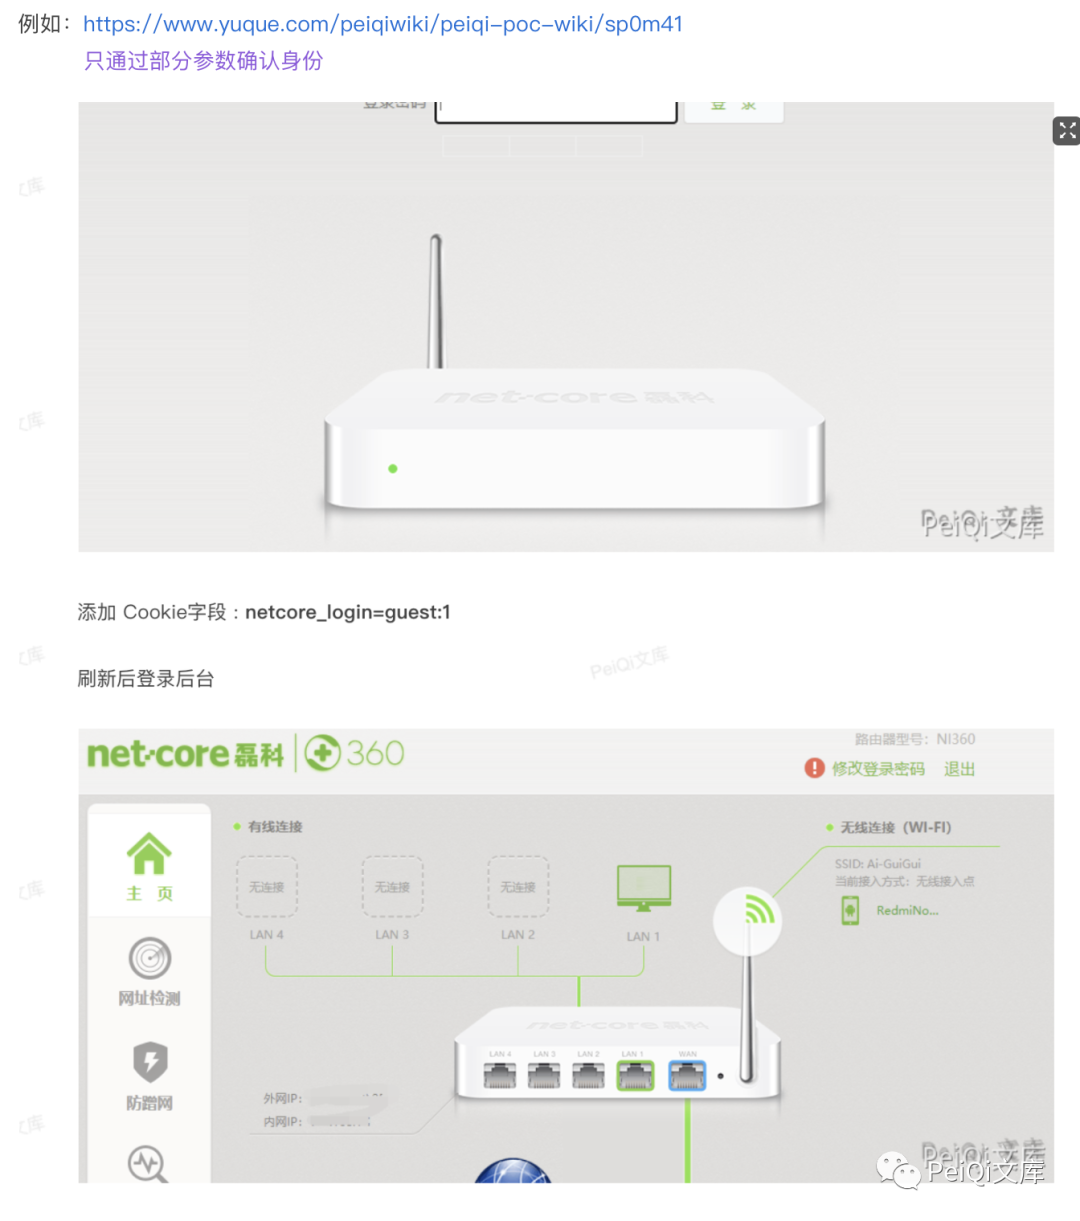 例如：https://www.yuque.com/peiqiwiki/peiqi-poc-wiki/sp0m41
只通过部分参数确认身份
登录密码 登 录
net-core 磊科
PeiQi文库
添加 Cookie字段：netcore_login=guest:1
刷新后登录后台
PeiQi文库
net-core 磊科 360
路由器型号：NI360
修改登录密码 退出
有线连接
无线连接（WI-FI）
无连接 无连接 无连接
LAN 4 LAN 3 LAN 2 LAN 1
SSID: Ai-GuiGui
当前接入方式：无线接入点
RedmiNo...
主 页
网址检测
防蹭网
net-core 磊科
LAN 4 LAN 3 LAN 2 LAN 1 WAN
外网IP：
内网IP：
PeiQi文库
PeiQi文库